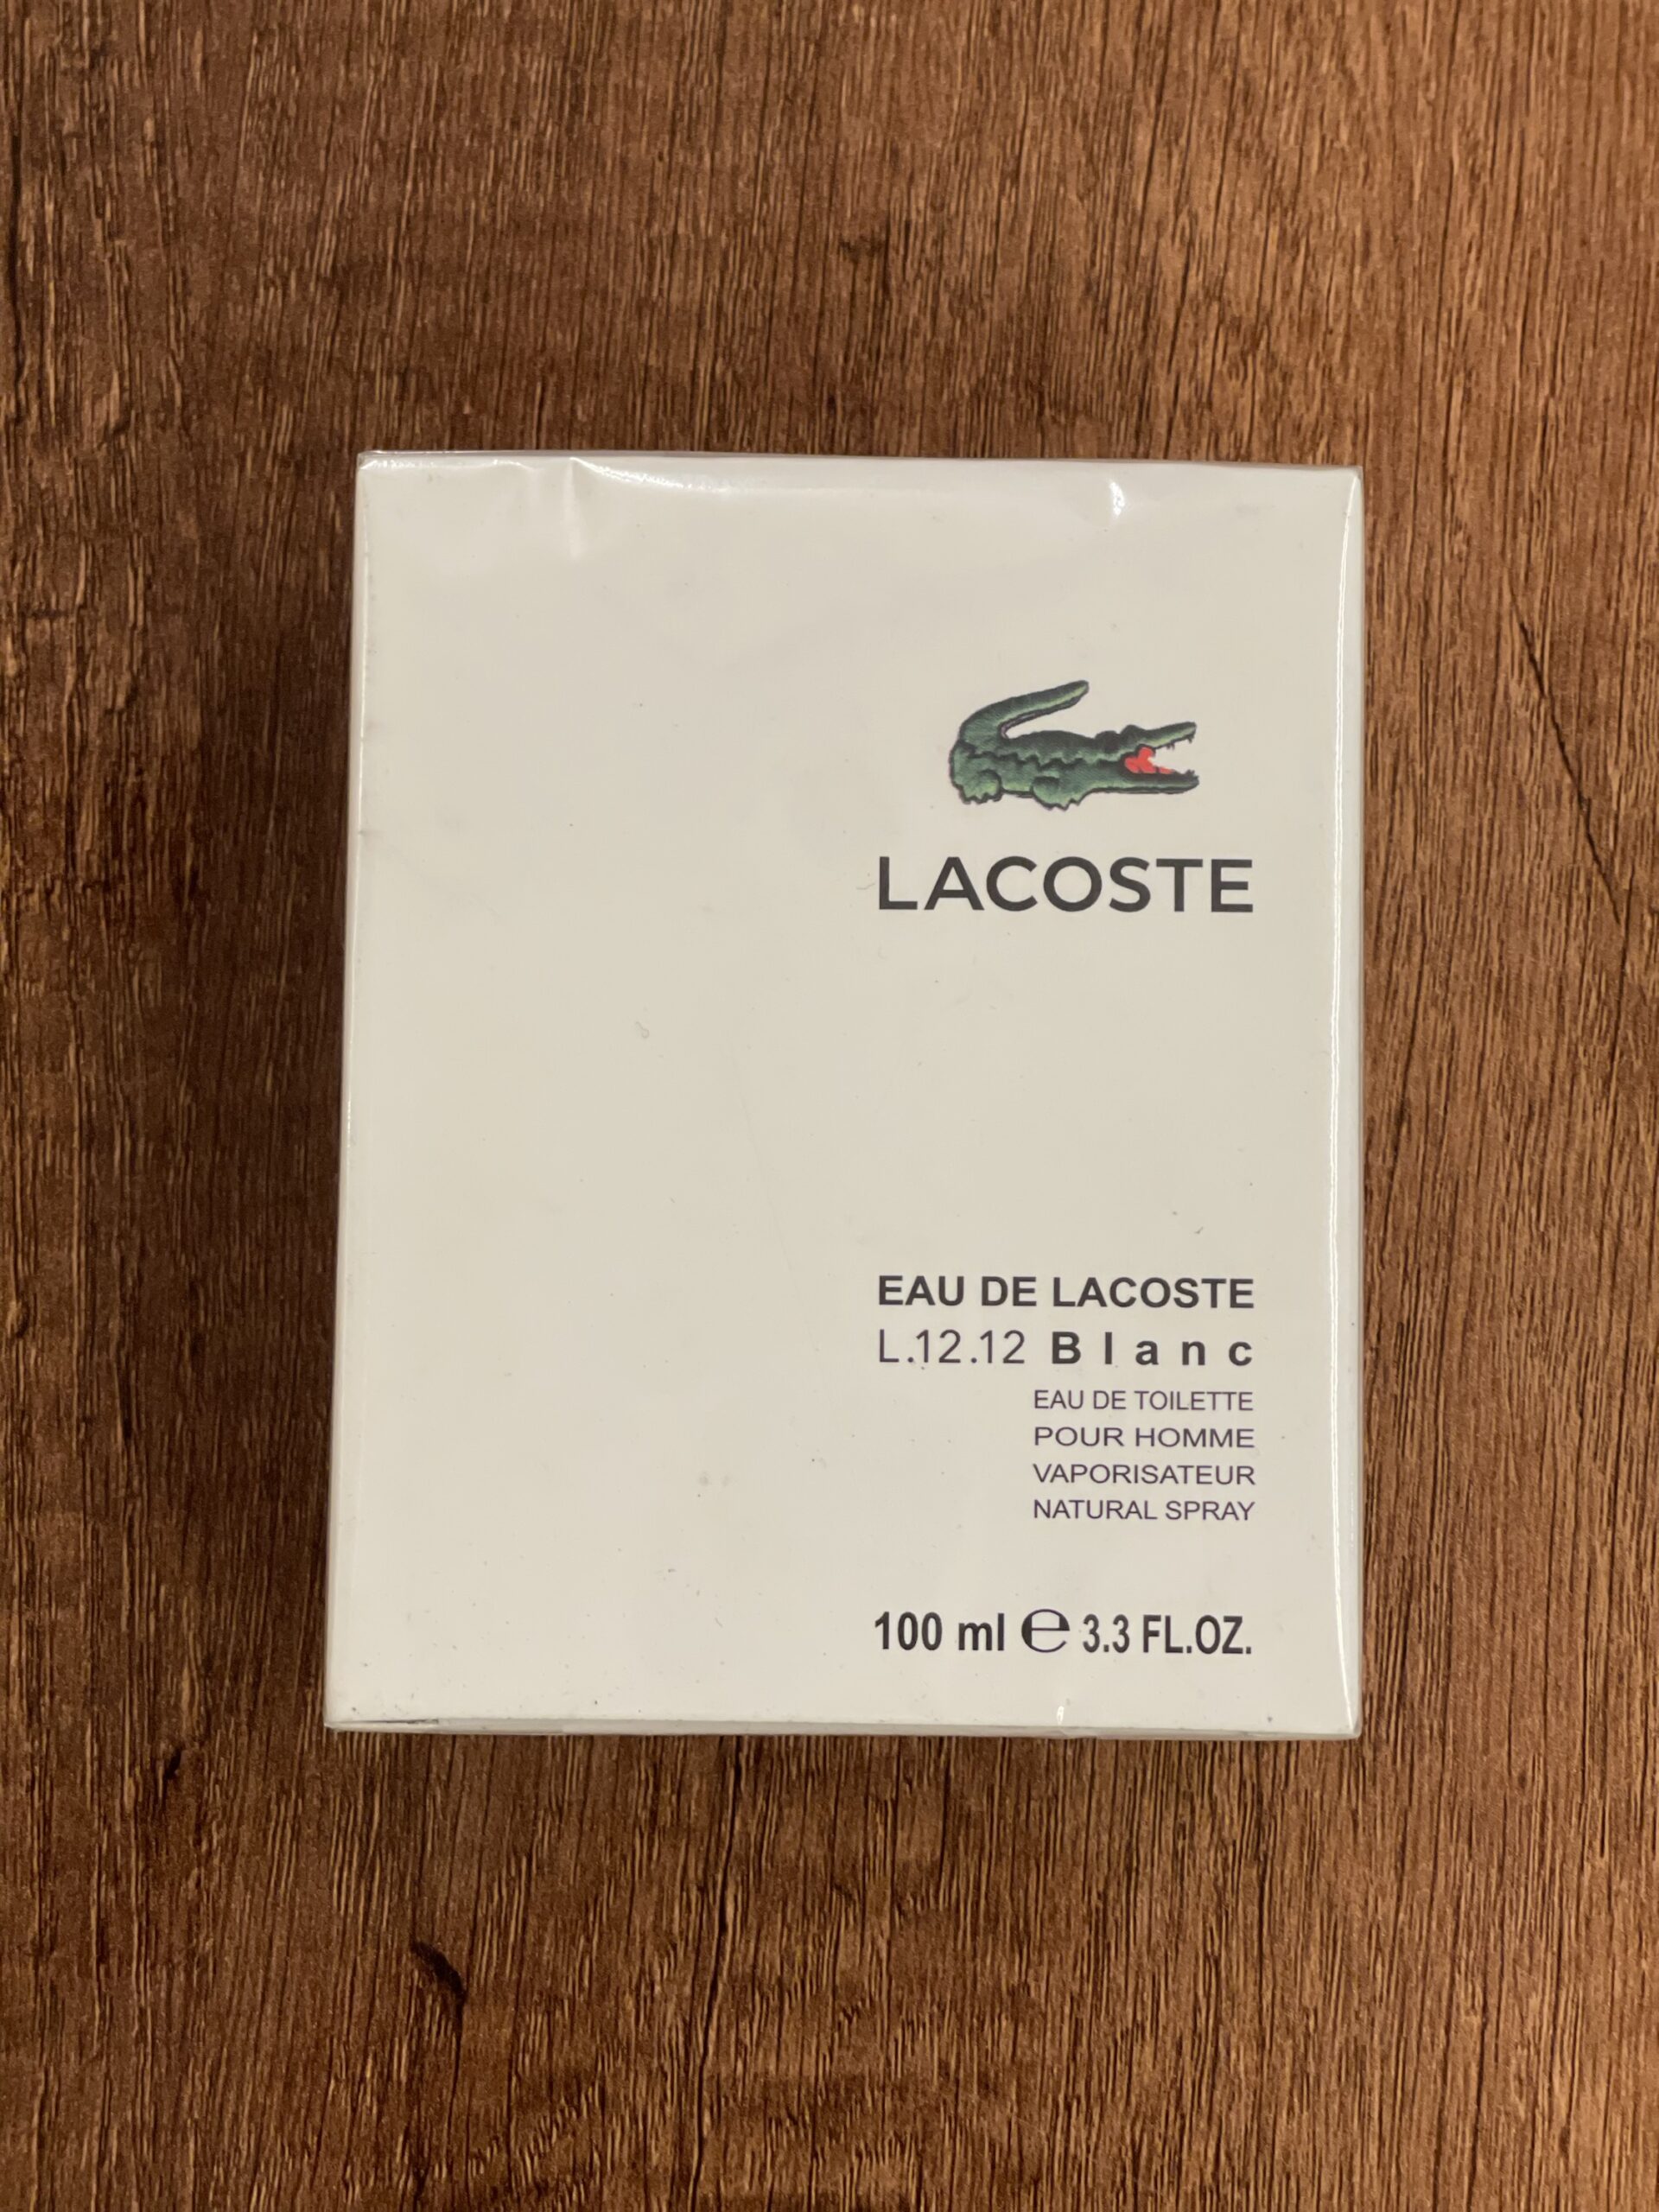 LACOSTE
EAU DE LACOSTE
L.12.12 Blanc
EAU DE TOILETTE
POUR HOMME
VAPORISATEUR
NATURAL SPRAY
100 ml ℮ 3.3 FL.OZ.